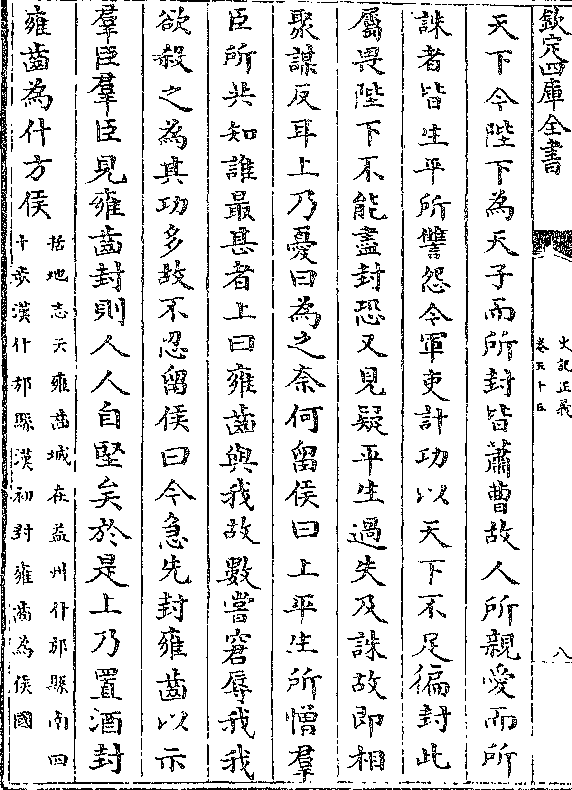 欽定四庫全書
史記正義
卷五十五
八
天下今陛下為天子而所封皆蕭曹故人所親愛而所
誅者皆生平所讐怨今軍吏計功以天下不足徧封此
屬畏陛下不能盡封恐又見疑平生過失及誅故即相
聚謀反耳上乃憂曰為之奈何留侯曰上平生所憎羣
臣所共知誰最甚者上曰雍齒與我故數嘗窘辱我我
欲殺之為其功多故不忍留侯曰今急先封雍齒以示
羣臣羣臣見雍齒封則人人自堅矣於是上乃置酒封
雍齒為什方侯
括地志云雍齒城在益州什邡縣南四
十步漢什邡縣漢初封雍齒為侯國